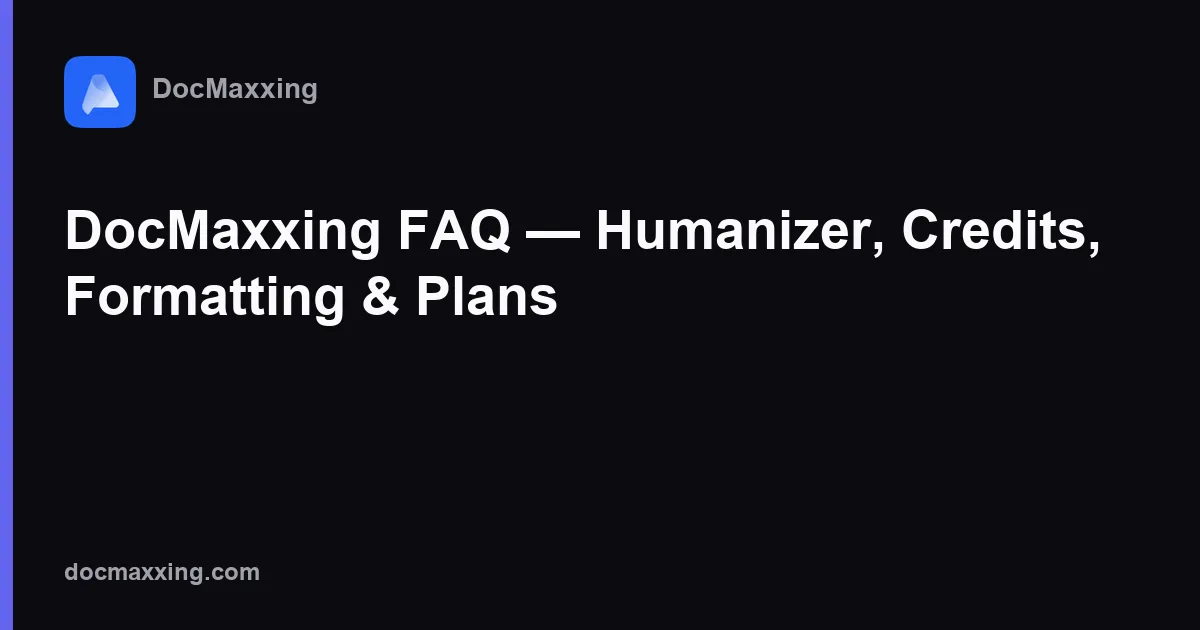 DocMaxxing
DocMaxxing FAQ — Humanizer, Credits,
Formatting & Plans
docmaxxing.com